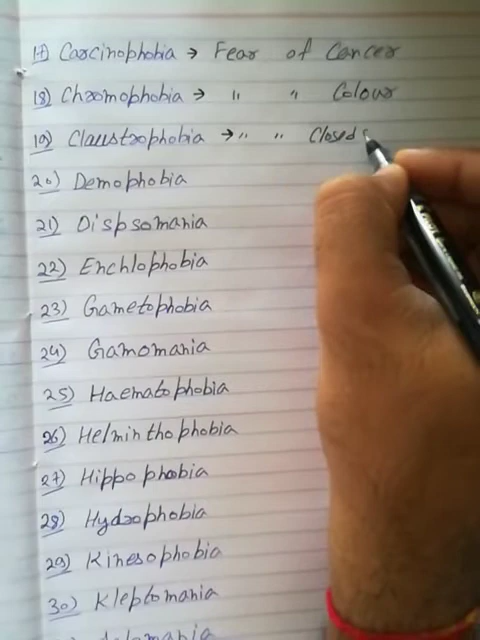 17) Carcinophobia → Fear of Cancer
18) Chromophobia → " " Colour
19) Claustrophobia → " " Closed
20) Demophobia
21) Dispsomania
22) Enchlophobia
23) Gametophobia
24) Gamomania
25) Haematophobia
26) Helminthophobia
27) Hippophobia
28) Hydrophobia
29) Kinesophobia
30) Kleptomania